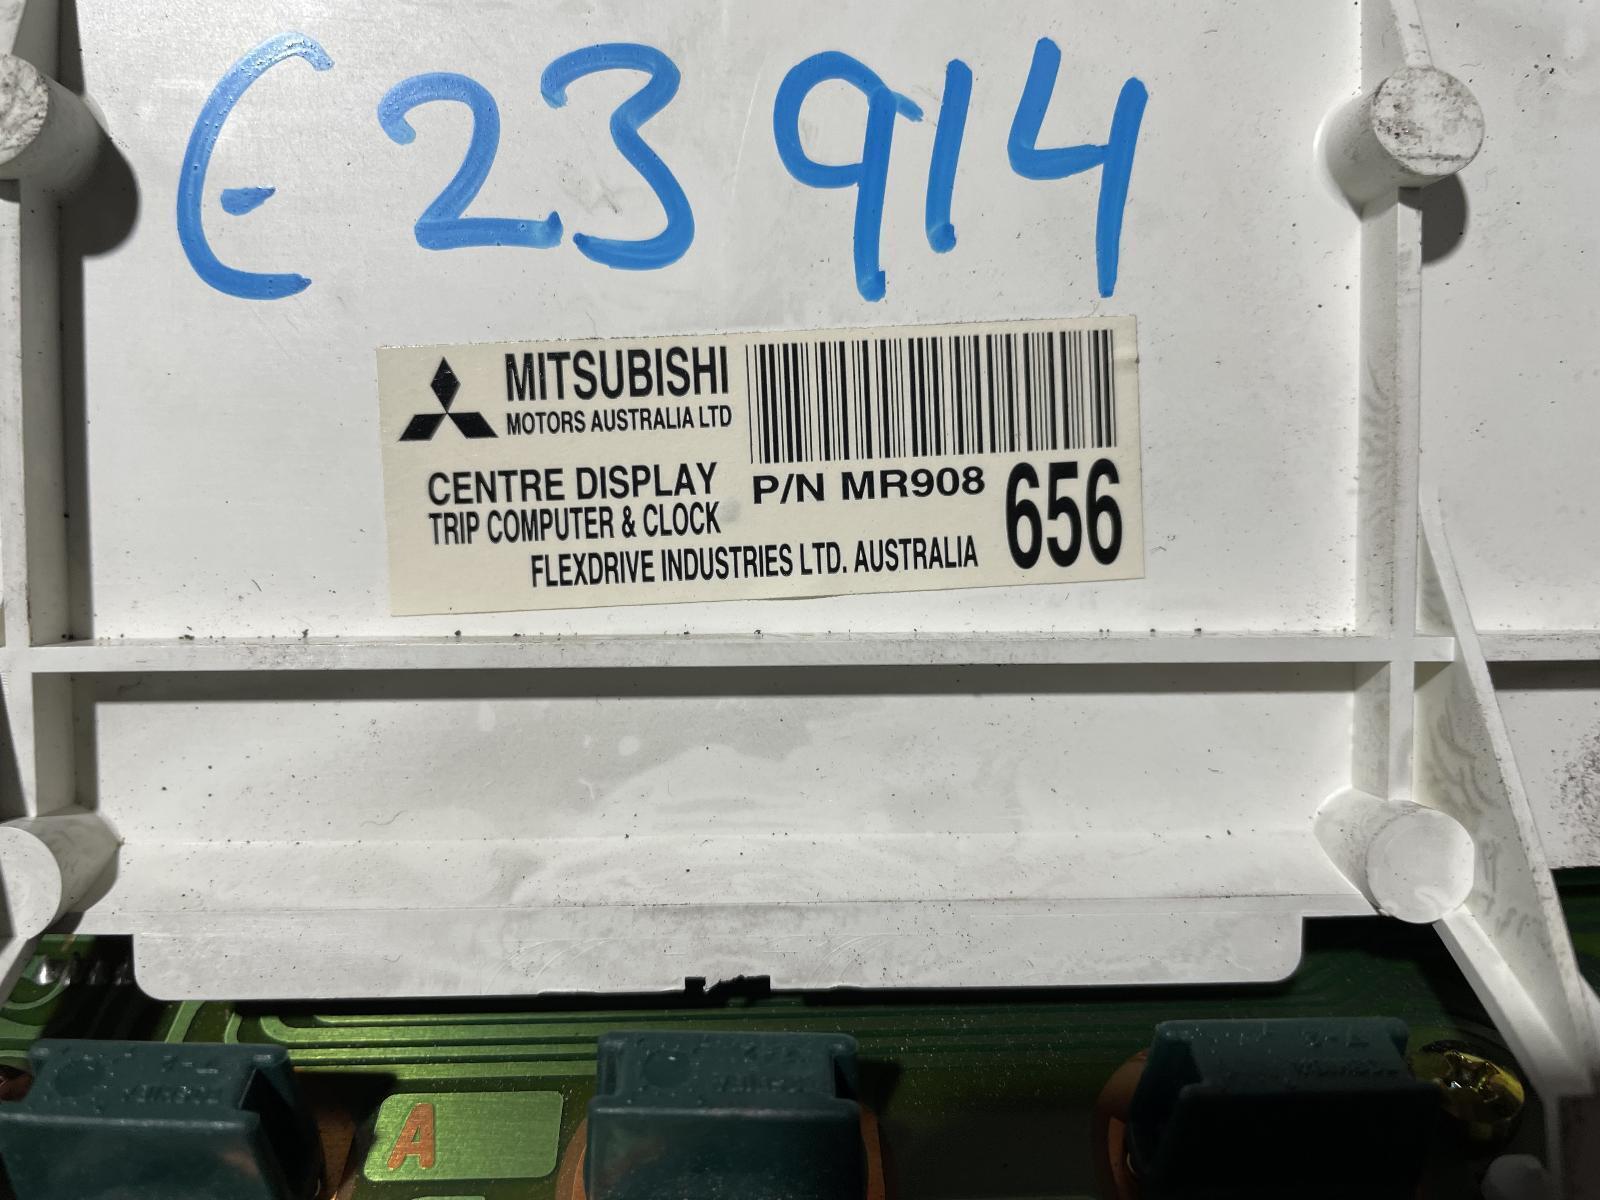 E23914
MITSUBISHI
MOTORS AUSTRALIA LTD
CENTRE DISPLAY
TRIP COMPUTER & CLOCK
P/N MR908 656
FLEXDRIVE INDUSTRIES LTD. AUSTRALIA
A